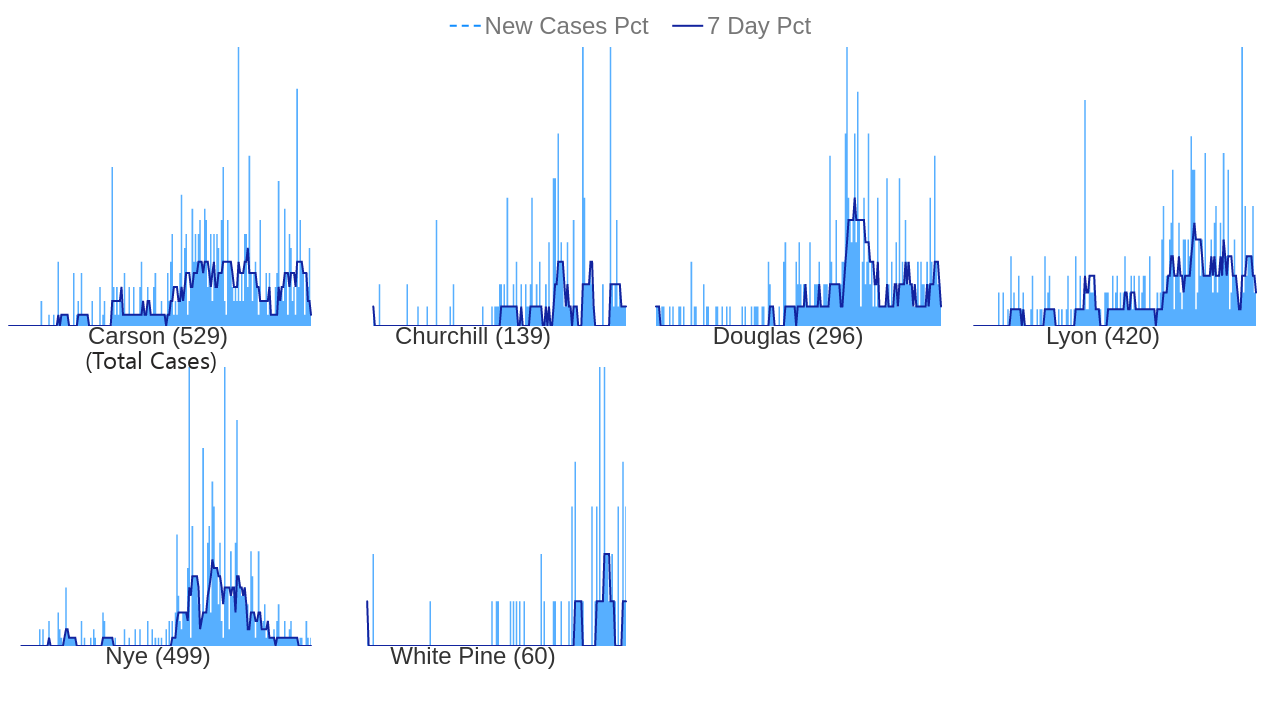 New Cases Pct 7 Day Pct
Carson (529)
(Total Cases)
Churchill (139)
Douglas (296)
Lyon (420)
Nye (499)
White Pine (60)